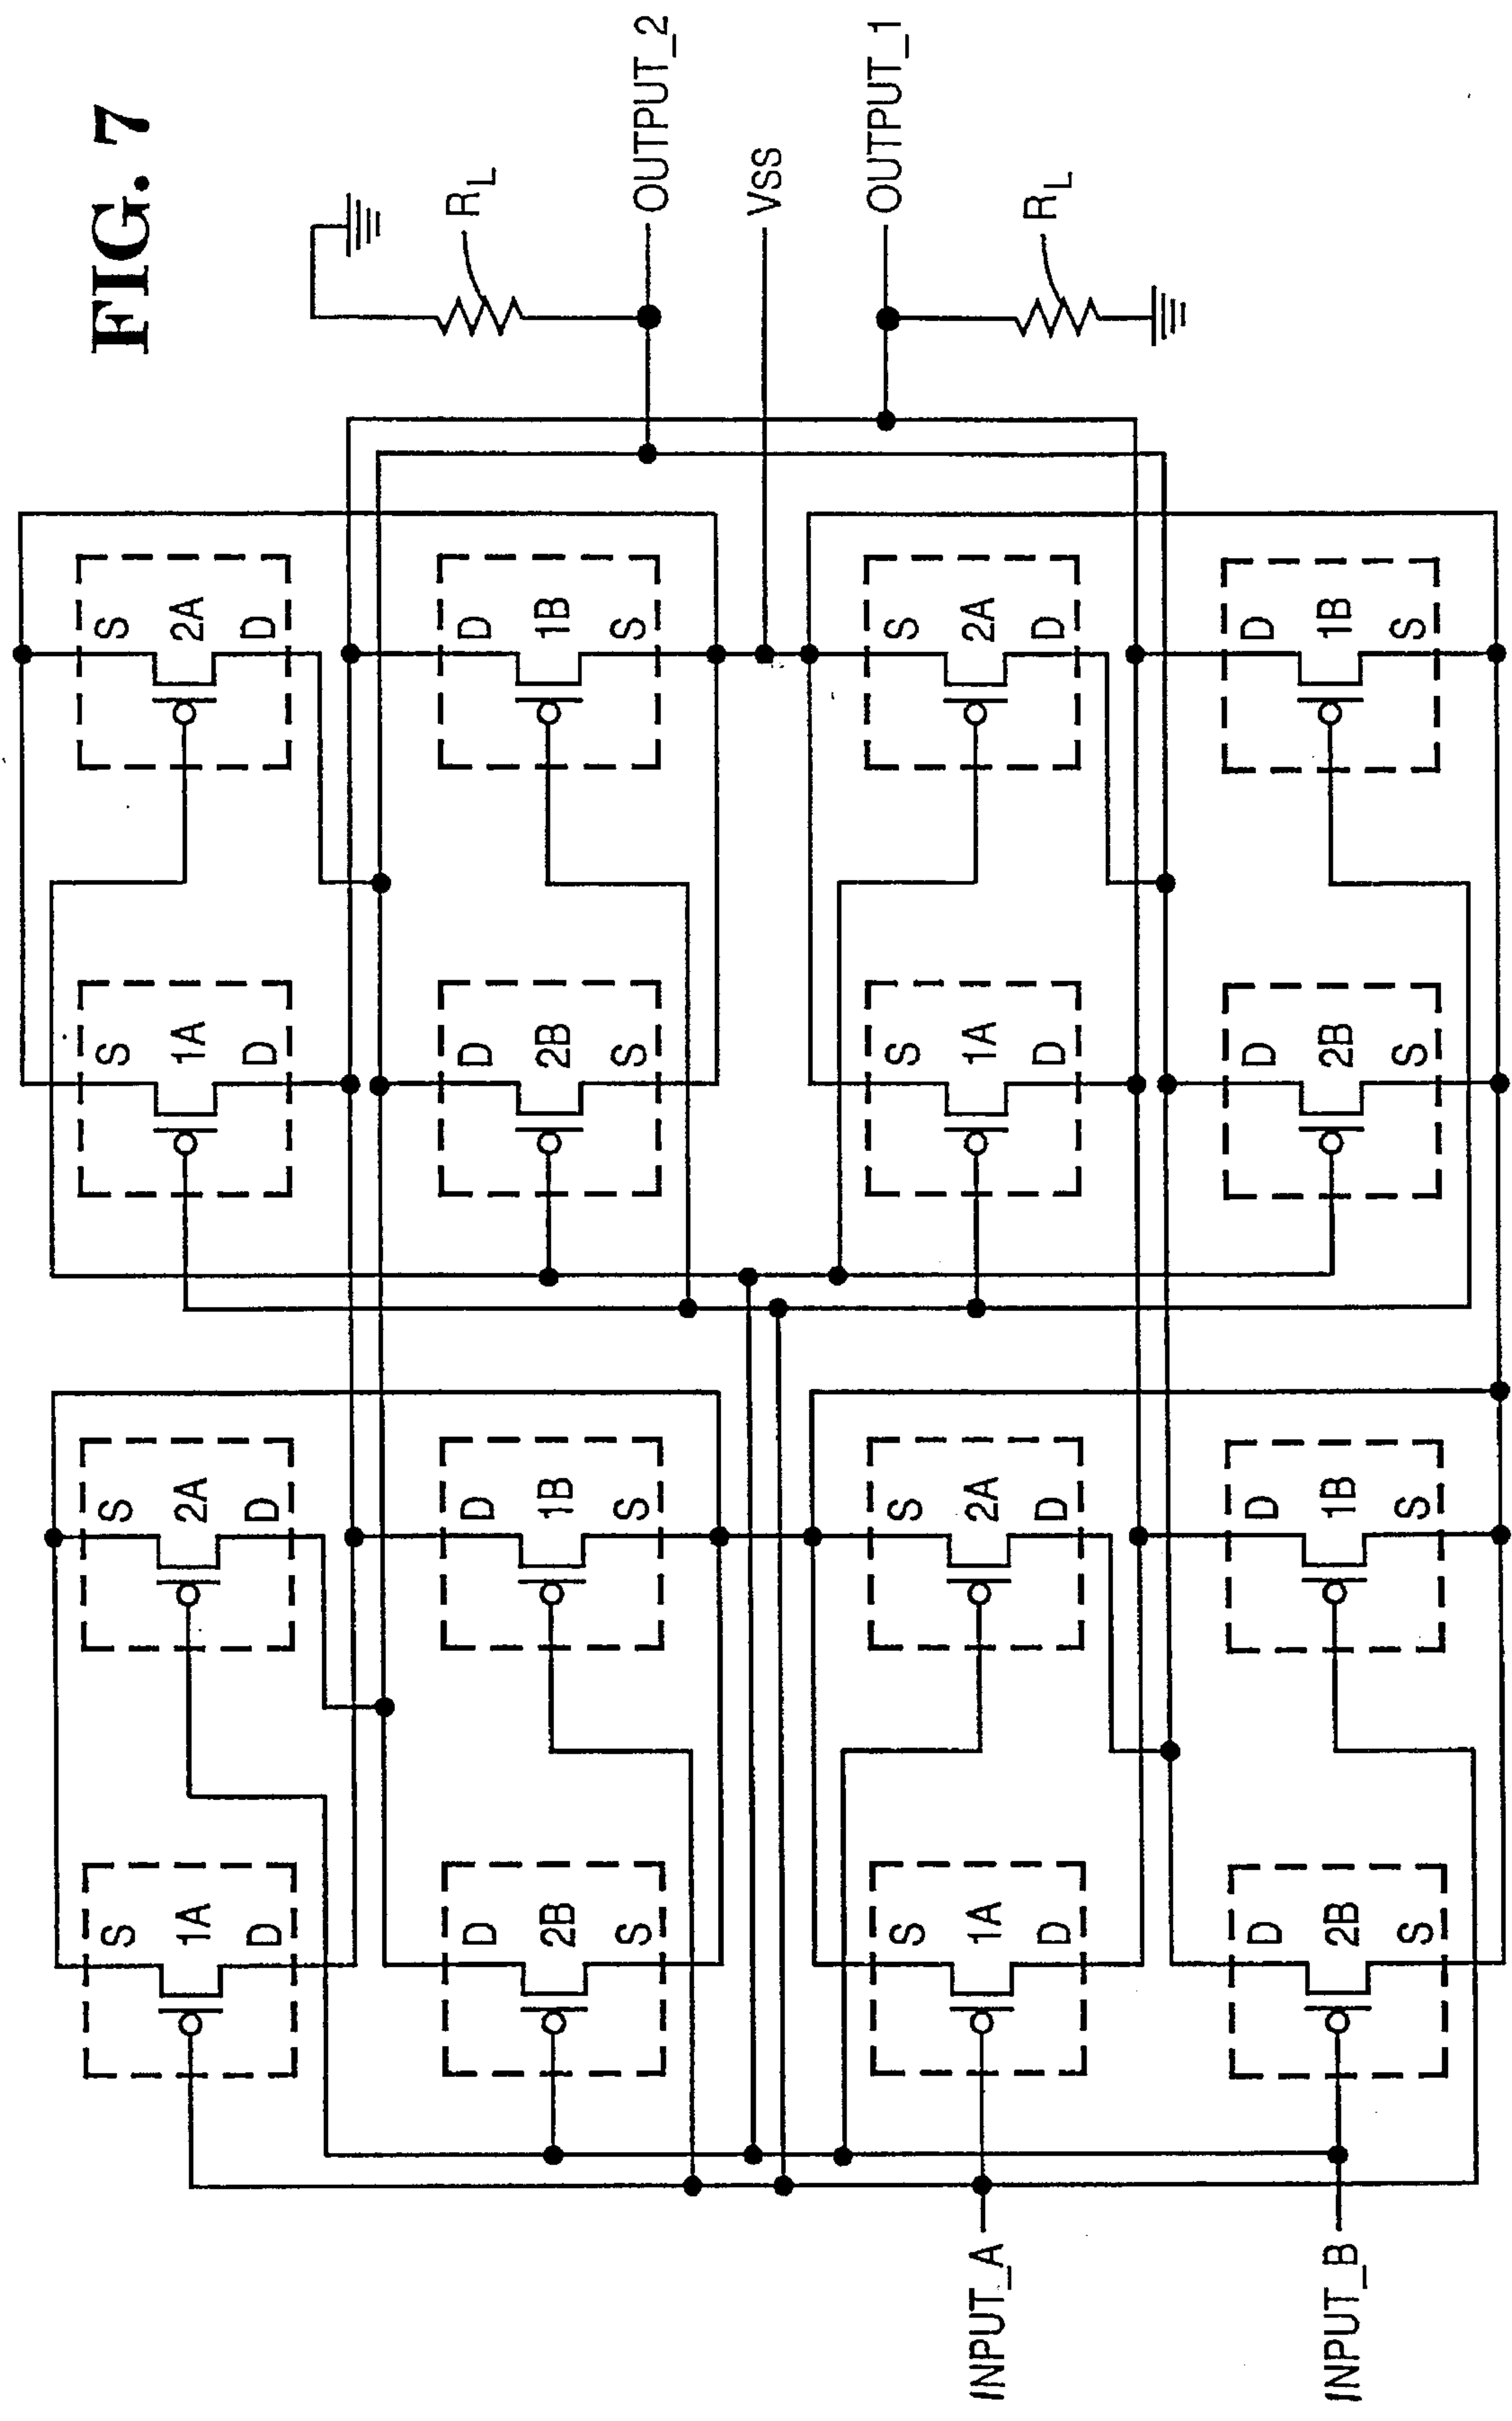 FIG. 7
S S S S
1A 2A 1A 2A
D D D D
D D D D RL
2B 1B 2B 1B
S S S S OUTPUT_2
VSS
S S S S OUTPUT_1
INPUT_A 1A 2A 1A 2A
D D D D RL
D D D D
INPUT_B 2B 1B 2B 1B
S S S S